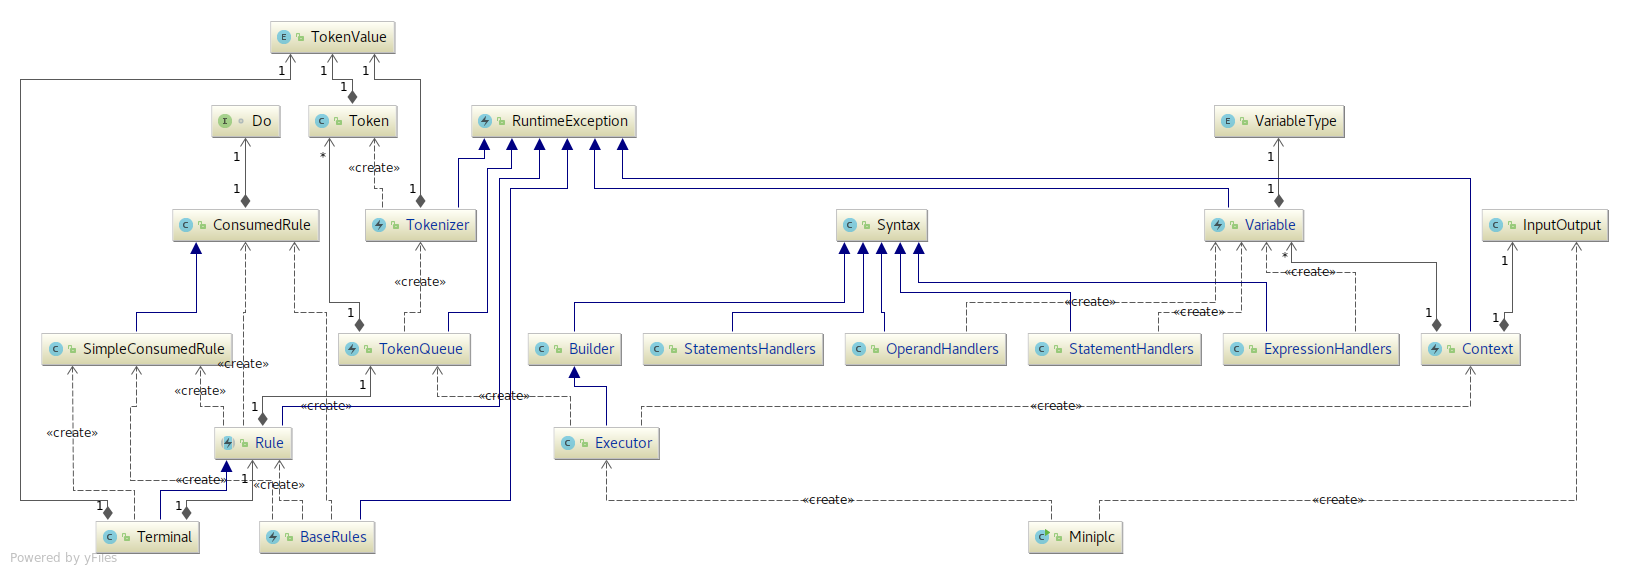 E TokenValue
1 1 1
1
I Do
C Token
RuntimeException
E VariableType
1 * 1
«create»
1 1 1
C ConsumedRule
Tokenizer
C Syntax
Variable
C InputOutput
* 1
«create»
«create»
«create»
«create»
1 1 1
C SimpleConsumedRule
TokenQueue
C Builder
C StatementsHandlers
C OperandHandlers
C StatementHandlers
C ExpressionHandlers
Context
«create»
1
«create»
«create»
1 «create» «create»
«create»
Rule
C Executor
«create» 1 «create»
«create» «create»
1 1
C Terminal
BaseRules
C Miniplc
Powered by yFiles